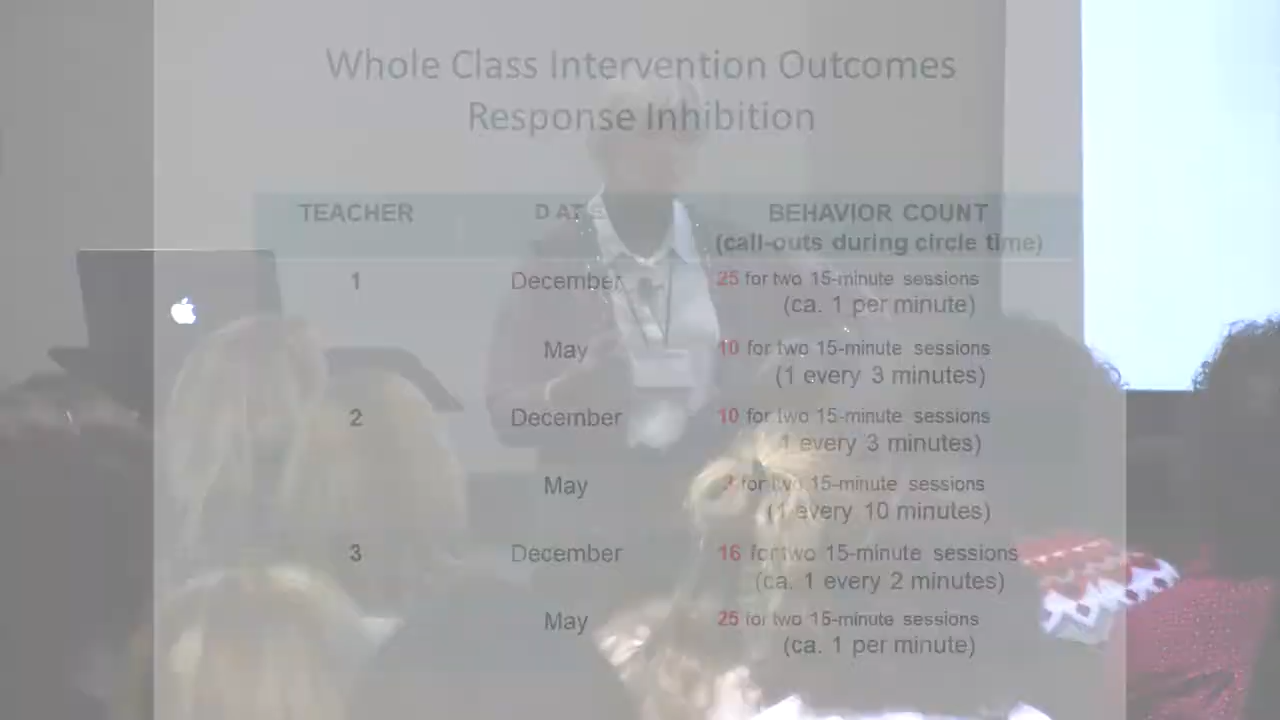 Whole Class Intervention Outcomes
Response Inhibition
TEACHER DATE BEHAVIOR COUNT
(call-outs during circle time)
1 December 25 for two 15-minute sessions
(ca. 1 per minute)
May 10 for two 15-minute sessions
(1 every 3 minutes)
2 December 10 for two 15-minute sessions
1 every 3 minutes)
May for two 15-minute sessions
(1 every 10 minutes)
3 December 16 for two 15-minute sessions
(ca. 1 every 2 minutes)
May 25 for two 15-minute sessions
(ca. 1 per minute)